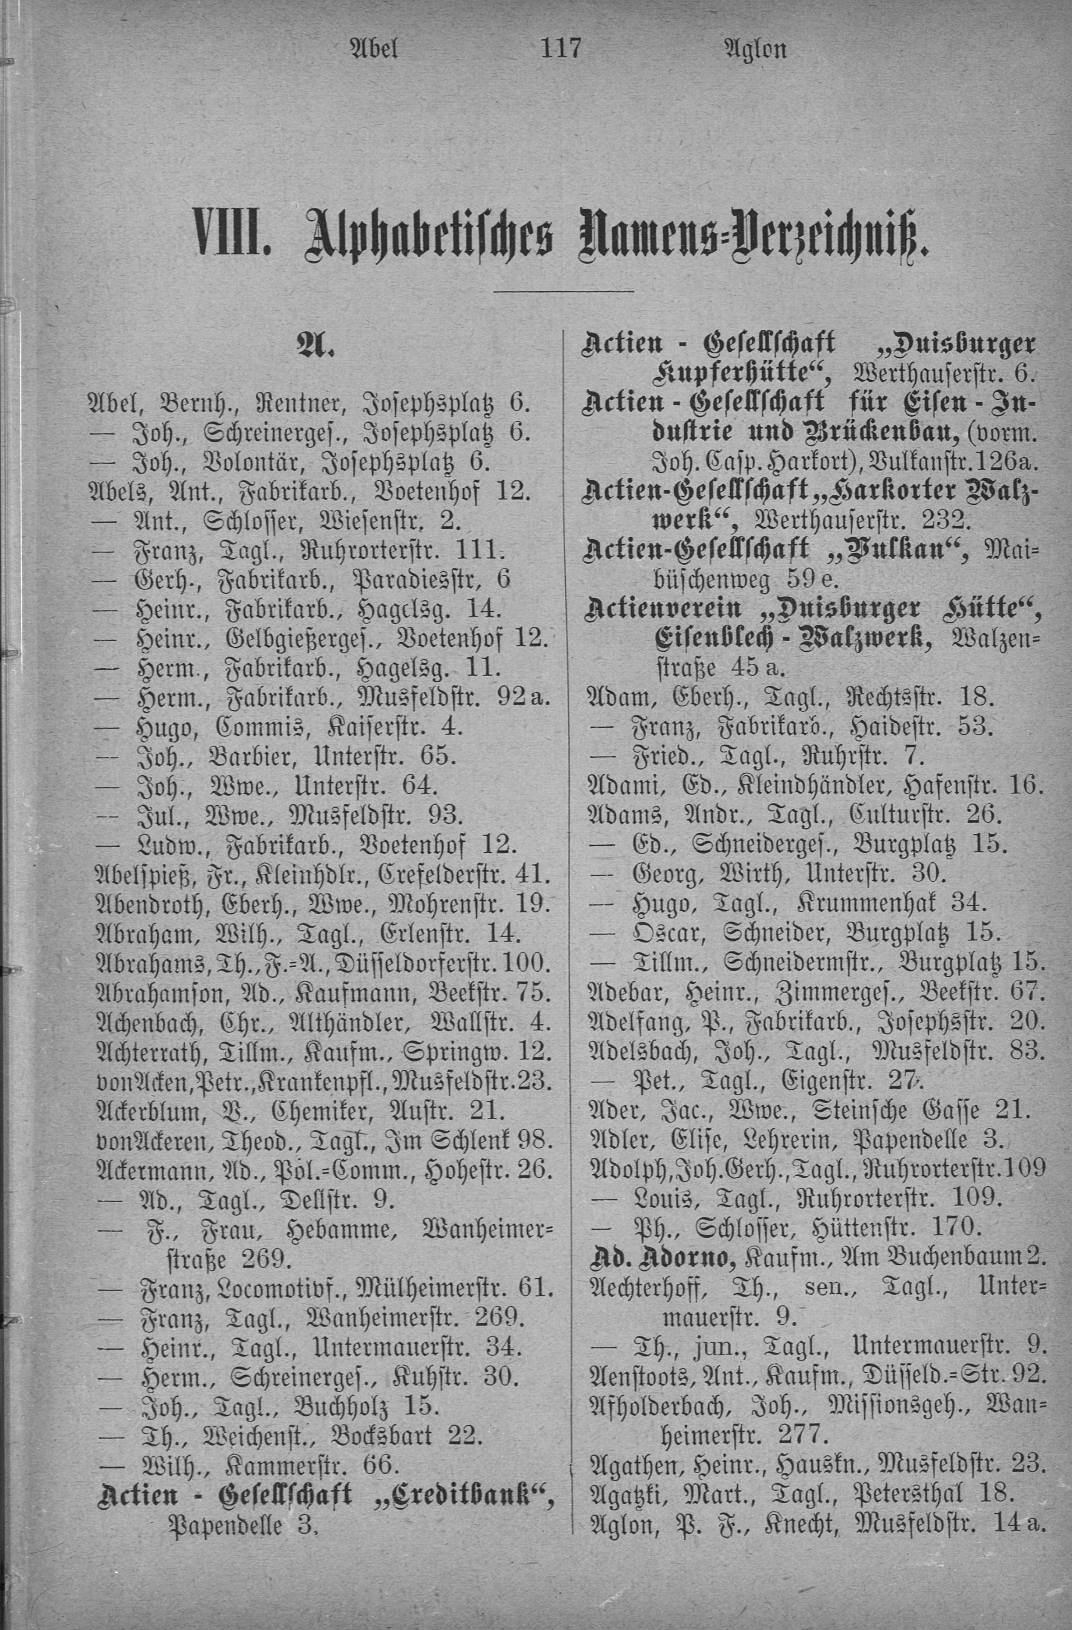 Abel 117 Aglon
VIII. Alphabetisches Namens-Verzeichniß.
A.
Abel, Bernh., Rentner, Josephsplatz 6.
— Joh., Schreinerges., Josephsplatz 6.
— Joh., Volontär, Josephsplatz 6.
Abels, Ant., Fabrikarb., Voetenhof 12.
— Ant., Schlosser, Wiesenstr. 2.
— Franz, Tagl., Ruhrorterstr. 111.
— Gerh., Fabrikarb., Paradiesstr, 6
— Heinr., Fabrikarb., Hagelsg. 14.
— Heinr., Gelbgießerges., Voetenhof 12.
— Herm., Fabrikarb., Hagelsg. 11.
— Herm., Fabrikarb., Musfeldstr. 92a.
— Hugo, Commis, Kaiserstr. 4.
— Joh., Barbier, Unterstr. 65.
— Joh., Wwe., Unterstr. 64.
— Jul., Wwe., Musfeldstr. 93.
— Ludw., Fabrikarb., Voetenhof 12.
Abelspieß, Fr., Kleinhdlr., Crefelderstr. 41.
Abendroth, Eberh., Wwe., Mohrenstr. 19.
Abraham, Wilh., Tagl., Erlenstr. 14.
Abrahams, Th., F.-A., Düsseldorferstr. 100.
Abrahamson, Ad., Kaufmann, Beekstr. 75.
Achenbach, Chr., Althändler, Wallstr. 4.
Achterrath, Tillm., Kaufm., Springw. 12.
von Acken, Petr., Krankenpfl., Musfeldstr. 23.
Ackerblum, V., Chemiker, Austr. 21.
von Ackeren, Theod., Tagl., Im Schlenk 98.
Ackermann, Ad., Pol.-Comm., Hohestr. 26.
— Ad., Tagl., Dellstr. 9.
— F., Frau, Hebamme, Wanheimer-
straße 269.
— Franz, Locomotivf., Mülheimerstr. 61.
— Franz, Tagl., Wanheimerstr. 269.
— Heinr., Tagl., Untermauerstr. 34.
— Herm., Schreinerges., Kuhstr. 30.
— Joh., Tagl., Buchholz 15.
— Th., Weichenst., Bocksbart 22.
— Wilh., Kammerstr. 66.
Actien - Gesellschaft „Creditbank“,
Papendelle 3.
Actien - Gesellschaft „Duisburger
Kupferhütte“, Werthauserstr. 6.
Actien - Gesellschaft für Eisen - In-
dustrie und Brückenbau, (vorm.
Joh. Casp. Harkort), Vulkanstr. 126a.
Actien-Gesellschaft „Harkorter Walz-
werk“, Werthauserstr. 232.
Actien-Gesellschaft „Vulkan“, Mai-
büschenweg 59e.
Actienverein „Duisburger Hütte“,
Eisenblech - Walzwerk, Walzen-
straße 45a.
Adam, Eberh., Tagl., Rechtsstr. 18.
— Franz, Fabrikarb., Haidestr. 53.
— Fried., Tagl., Ruhrstr. 7.
Adami, Ed., Kleindhändler, Hafenstr. 16.
Adams, Andr., Tagl., Culturstr. 26.
— Ed., Schneiderges., Burgplatz 15.
— Georg, Wirth, Unterstr. 30.
— Hugo, Tagl., Krummenhak 34.
— Oscar, Schneider, Burgplatz 15.
— Tillm., Schneidermstr., Burgplatz 15.
Adebar, Heinr., Zimmerges., Beekstr. 67.
Adelfang, P., Fabrikarb., Josephsstr. 20.
Adelsbach, Joh., Tagl., Musfeldstr. 83.
— Pet., Tagl., Eigenstr. 27.
Ader, Jac., Wwe., Steinsche Gasse 21.
Adler, Elise, Lehrerin, Papendelle 3.
Adolph, Joh. Gerh., Tagl., Ruhrorterstr. 109
— Louis, Tagl., Ruhrorterstr. 109.
— Ph., Schlosser, Hüttenstr. 170.
Ad. Adorno, Kaufm., Am Buchenbaum 2.
Aechterhoff, Th., sen., Tagl., Unter-
mauerstr. 9.
— Th., jun., Tagl., Untermauerstr. 9.
Aenstoots, Ant., Kaufm., Düsseld.-Str. 92.
Afholderbach, Joh., Missionsgeh., Wan-
heimerstr. 277.
Agathen, Heinr., Hauskn., Musfeldstr. 23.
Agatzki, Mart., Tagl., Petersthal 18.
Aglon, P. F., Knecht, Musfeldstr. 14a.